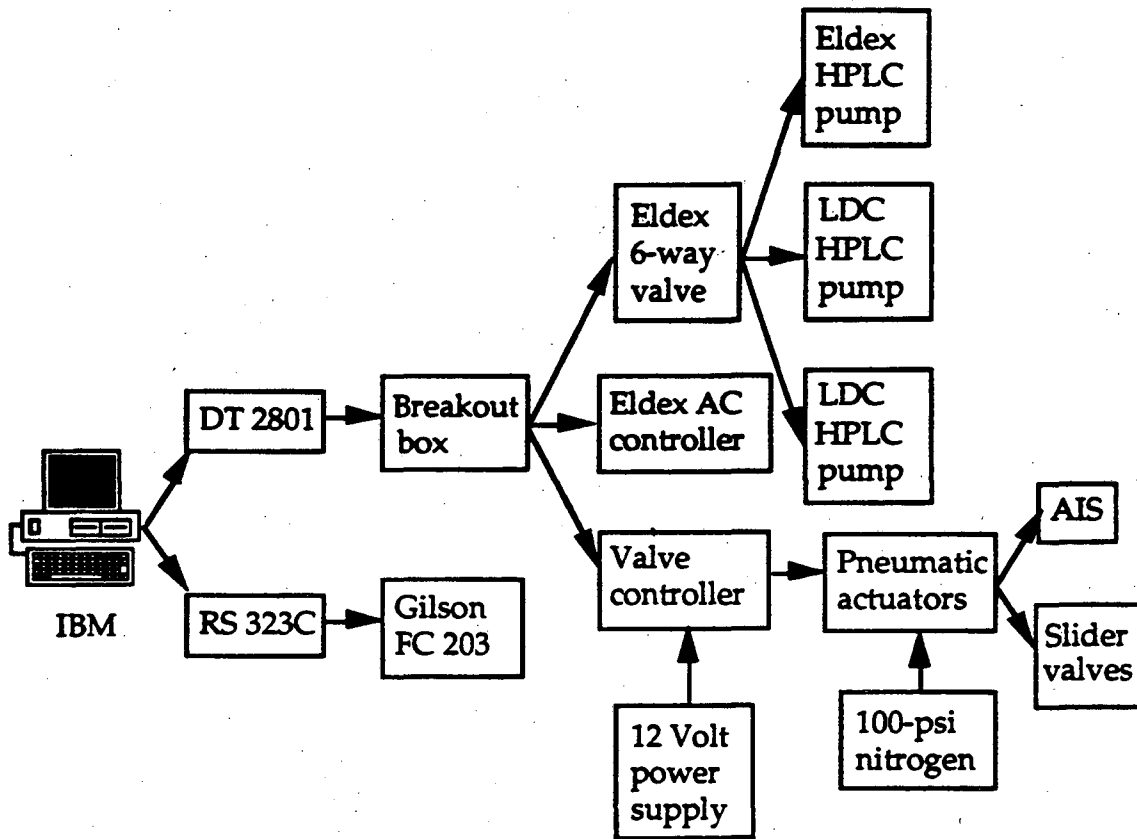 Eldex
HPLC
pump
Eldex
6-way
valve
LDC
HPLC
pump
DT 2801
Breakout
box
Eldex AC
controller
LDC
HPLC
pump
IBM
RS 323C
Gilson
FC 203
Valve
controller
Pneumatic
actuators
AIS
Slider
valves
12 Volt
power
supply
100-psi
nitrogen